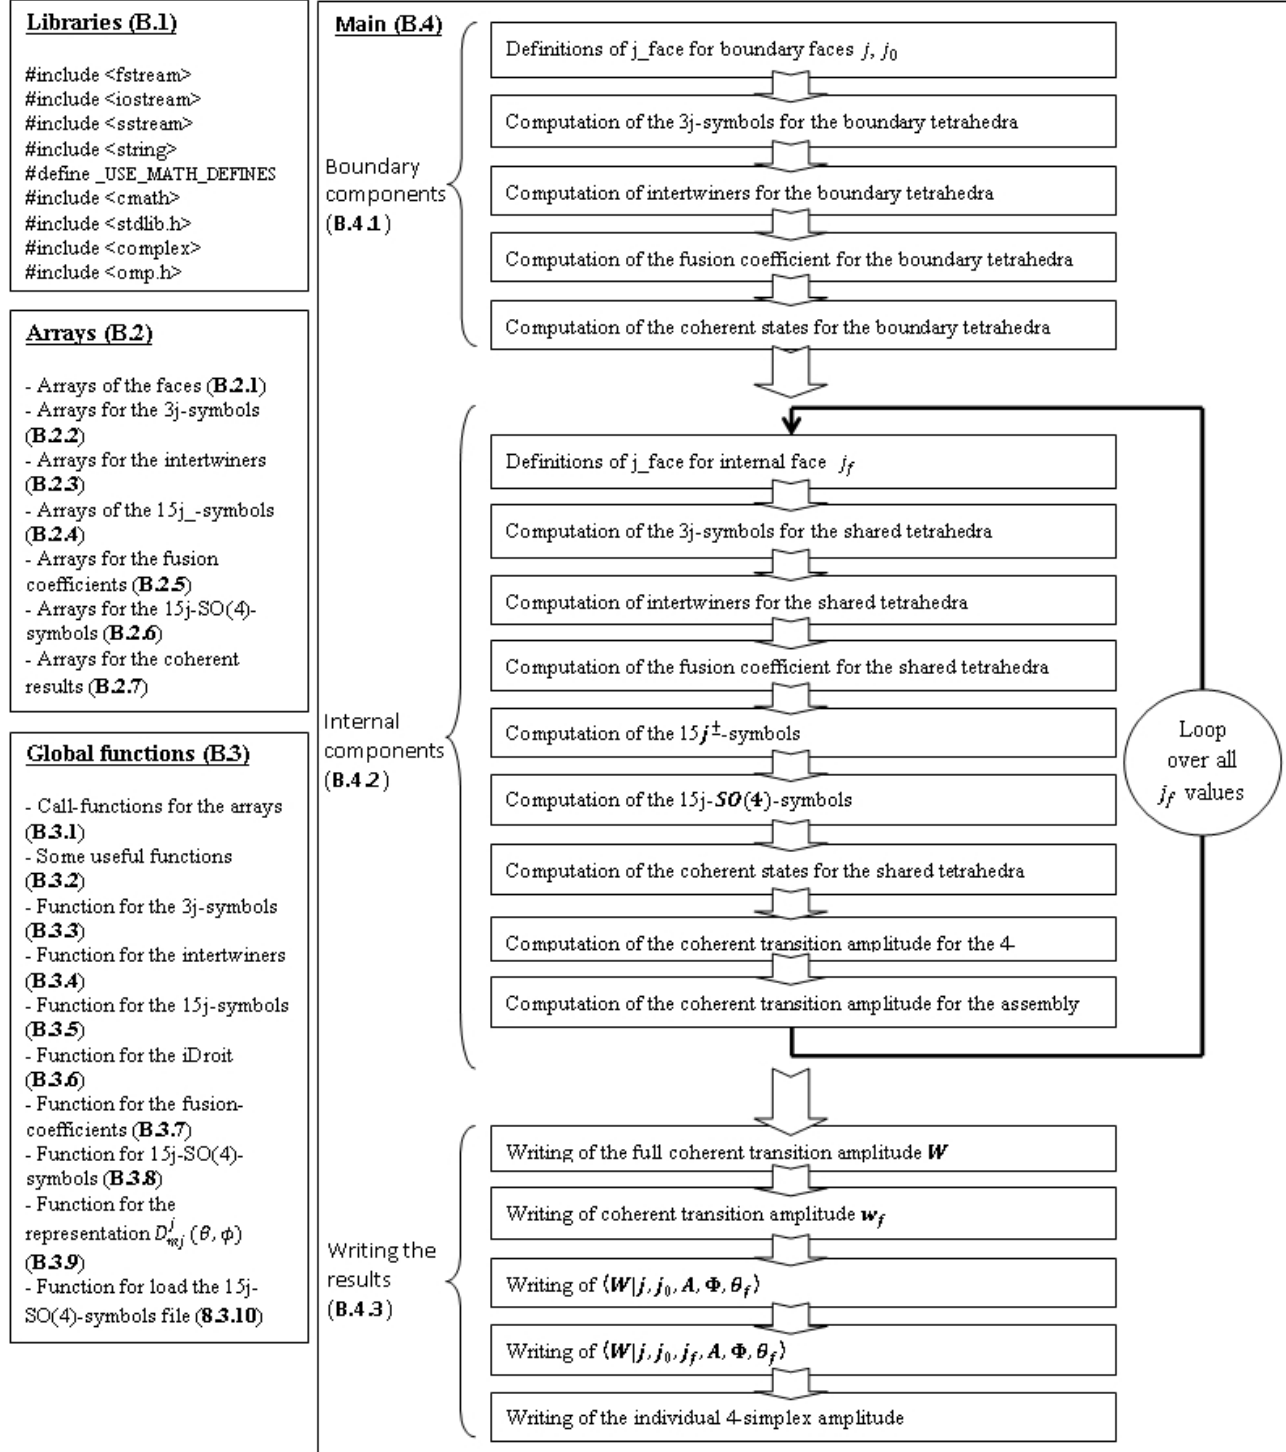 Libraries (B.1)
#include <fstream>
#include <iostream>
#include <sstream>
#include <string>
#define _USE_MATH_DEFINES
#include <cmath>
#include <stdlib.h>
#include <complex>
#include <omp.h>
Arrays (B.2)
- Arrays of the faces (B.2.1)
- Arrays for the 3j-symbols
(B.2.2)
- Arrays for the intertwiners
(B.2.3)
- Arrays of the 15j_-symbols
(B.2.4)
- Arrays for the fusion
coefficients (B.2.5)
- Arrays for the 15j-SO(4)-
symbols (B.2.6)
- Arrays for the coherent
results (B.2.7)
Global functions (B.3)
- Call-functions for the arrays
(B.3.1)
- Some useful functions
(B.3.2)
- Function for the 3j-symbols
(B.3.3)
- Function for the intertwiners
(B.3.4)
- Function for the 15j-symbols
(B.3.5)
- Function for the iDroit
(B.3.6)
- Function for the fusion-
coefficients (B.3.7)
- Function for 15j-SO(4)-
symbols (B.3.8)
- Function for the
representation D^j_{mj}(θ, ϕ)
(B.3.9)
- Function for load the 15j-
SO(4)-symbols file (8.3.10)
Main (B.4)
Boundary
components
(B.4.1)
Definitions of j_face for boundary faces j, j₀
Computation of the 3j-symbols for the boundary tetrahedra
Computation of intertwiners for the boundary tetrahedra
Computation of the fusion coefficient for the boundary tetrahedra
Computation of the coherent states for the boundary tetrahedra
Internal
components
(B.4.2)
Definitions of j_face for internal face j_f
Computation of the 3j-symbols for the shared tetrahedra
Computation of intertwiners for the shared tetrahedra
Computation of the fusion coefficient for the shared tetrahedra
Computation of the 15j^±-symbols
Computation of the 15j-SO(4)-symbols
Computation of the coherent states for the shared tetrahedra
Computation of the coherent transition amplitude for the 4-
Computation of the coherent transition amplitude for the assembly
Loop
over all
j_f values
Writing the
results
(B.4.3)
Writing of the full coherent transition amplitude W
Writing of coherent transition amplitude w_f
Writing of ⟨W|j, j₀, A, Φ, θ_f⟩
Writing of ⟨W|j, j₀, j_f, A, Φ, θ_f⟩
Writing of the individual 4-simplex amplitude